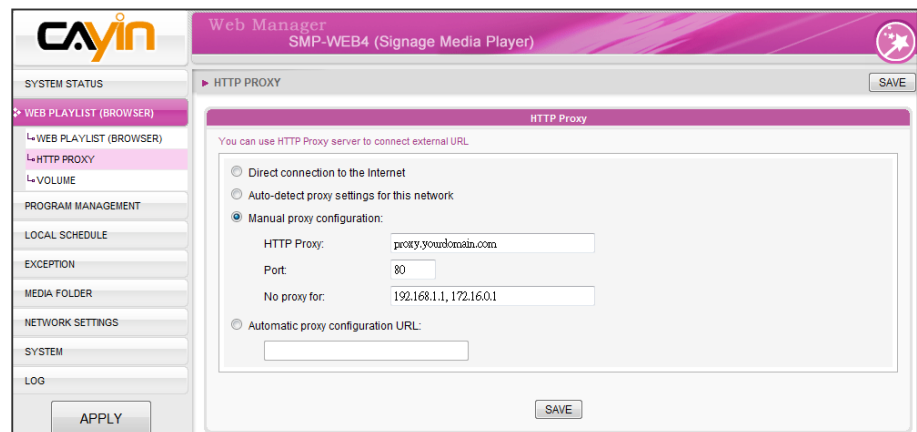 CAYIN
Web Manager
SMP-WEB4 (Signage Media Player)
SYSTEM STATUS
WEB PLAYLIST (BROWSER)
WEB PLAYLIST (BROWSER)
HTTP PROXY
VOLUME
PROGRAM MANAGEMENT
LOCAL SCHEDULE
EXCEPTION
MEDIA FOLDER
NETWORK SETTINGS
SYSTEM
LOG
APPLY
HTTP PROXY
SAVE
HTTP Proxy
You can use HTTP Proxy server to connect external URL
Direct connection to the Internet
Auto-detect proxy settings for this network
Manual proxy configuration:
HTTP Proxy: proxy.yourdomain.com
Port: 80
No proxy for: 192.168.1.1, 172.16.0.1
Automatic proxy configuration URL:
SAVE